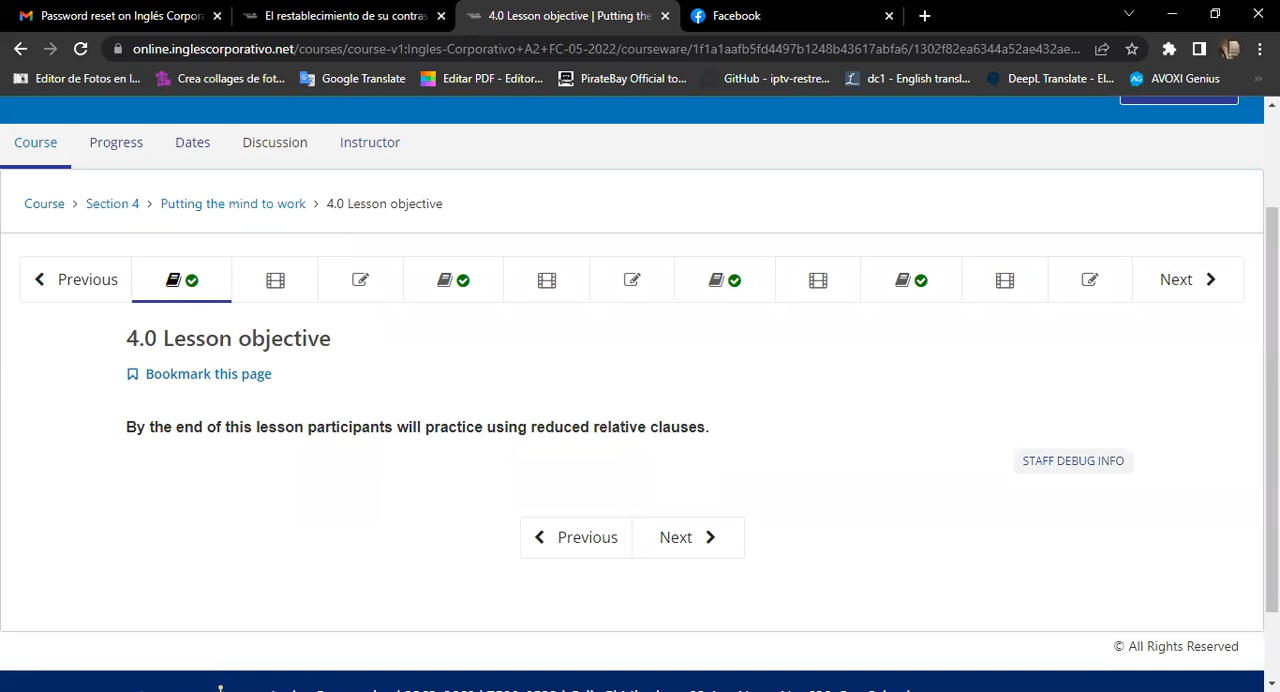 Password reset on Inglés Corpora
El restablecimiento de su contras
4.0 Lesson objective | Putting the
Facebook
online.inglescorporativo.net/courses/course-v1:Ingles-Corporativo+A2+FC-05-2022/courseware/1f1a1aafb5fd4497b1248b43617abfa6/1302f82ea6344a52ae432ae...
Editor de Fotos en l...
Crea collages de fot...
Google Translate
Editar PDF - Editor...
PirateBay Official to...
GitHub - iptv-restre...
dc1 - English transl...
DeepL Translate - El...
AVOXI Genius
»
Course
Progress
Dates
Discussion
Instructor
Course > Section 4 > Putting the mind to work > 4.0 Lesson objective
Previous
Next
4.0 Lesson objective
Bookmark this page
By the end of this lesson participants will practice using reduced relative clauses.
STAFF DEBUG INFO
Previous
Next
© All Rights Reserved